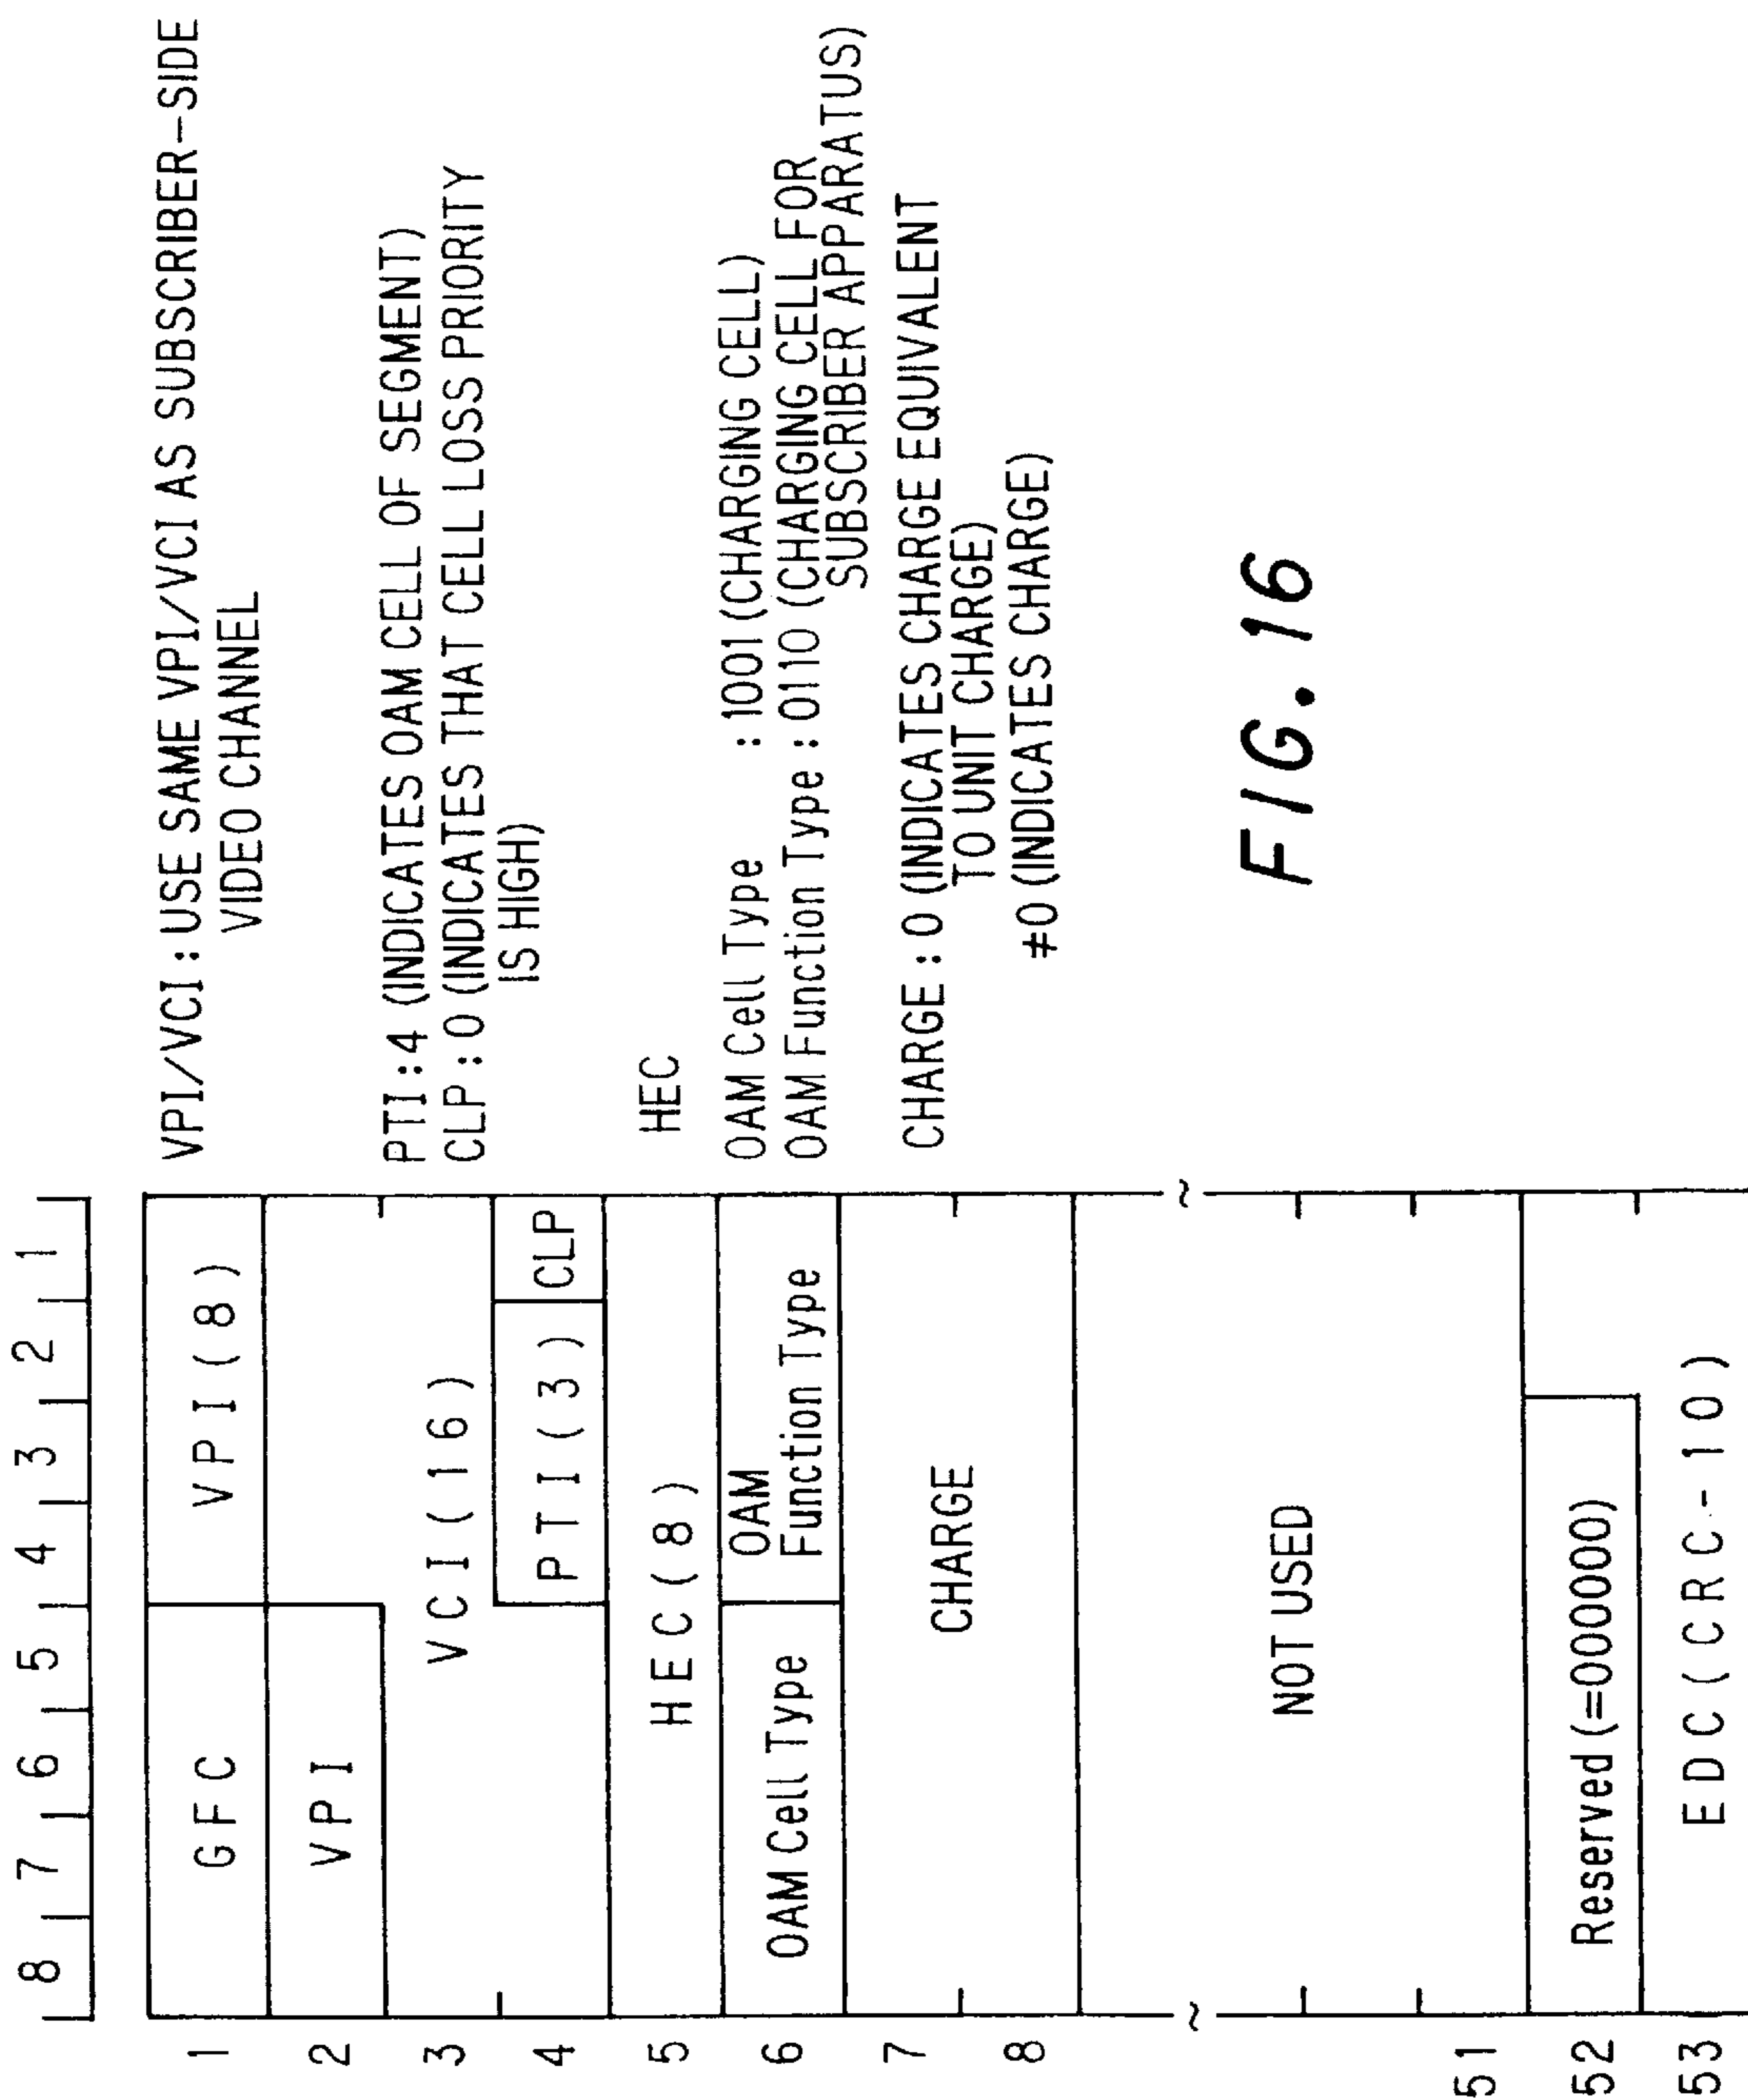 8 7 6 5 4 3 2 1
1 GFC VPI(8)
2 VPI
3 VCI(16)
4 PTI(3) CLP
5 HEC(8)
6 OAM Cell Type OAM
Function Type
7 CHARGE
8
NOT USED
51
52 Reserved(=000000)
53 EDC(CRC-10)
VPI/VCI : USE SAME VPI/VCI AS SUBSCRIBER-SIDE
VIDEO CHANNEL
PTI : 4 (INDICATES OAM CELL OF SEGMENT)
CLP : 0 (INDICATES THAT CELL LOSS PRIORITY
IS HIGH)
HEC
OAM Cell Type : 1001 (CHARGING CELL)
OAM Function Type : 0110 (CHARGING CELL FOR
SUBSCRIBER APPARATUS)
CHARGE : 0 (INDICATES CHARGE EQUIVALENT
TO UNIT CHARGE)
≠0 (INDICATES CHARGE)
FIG. 16